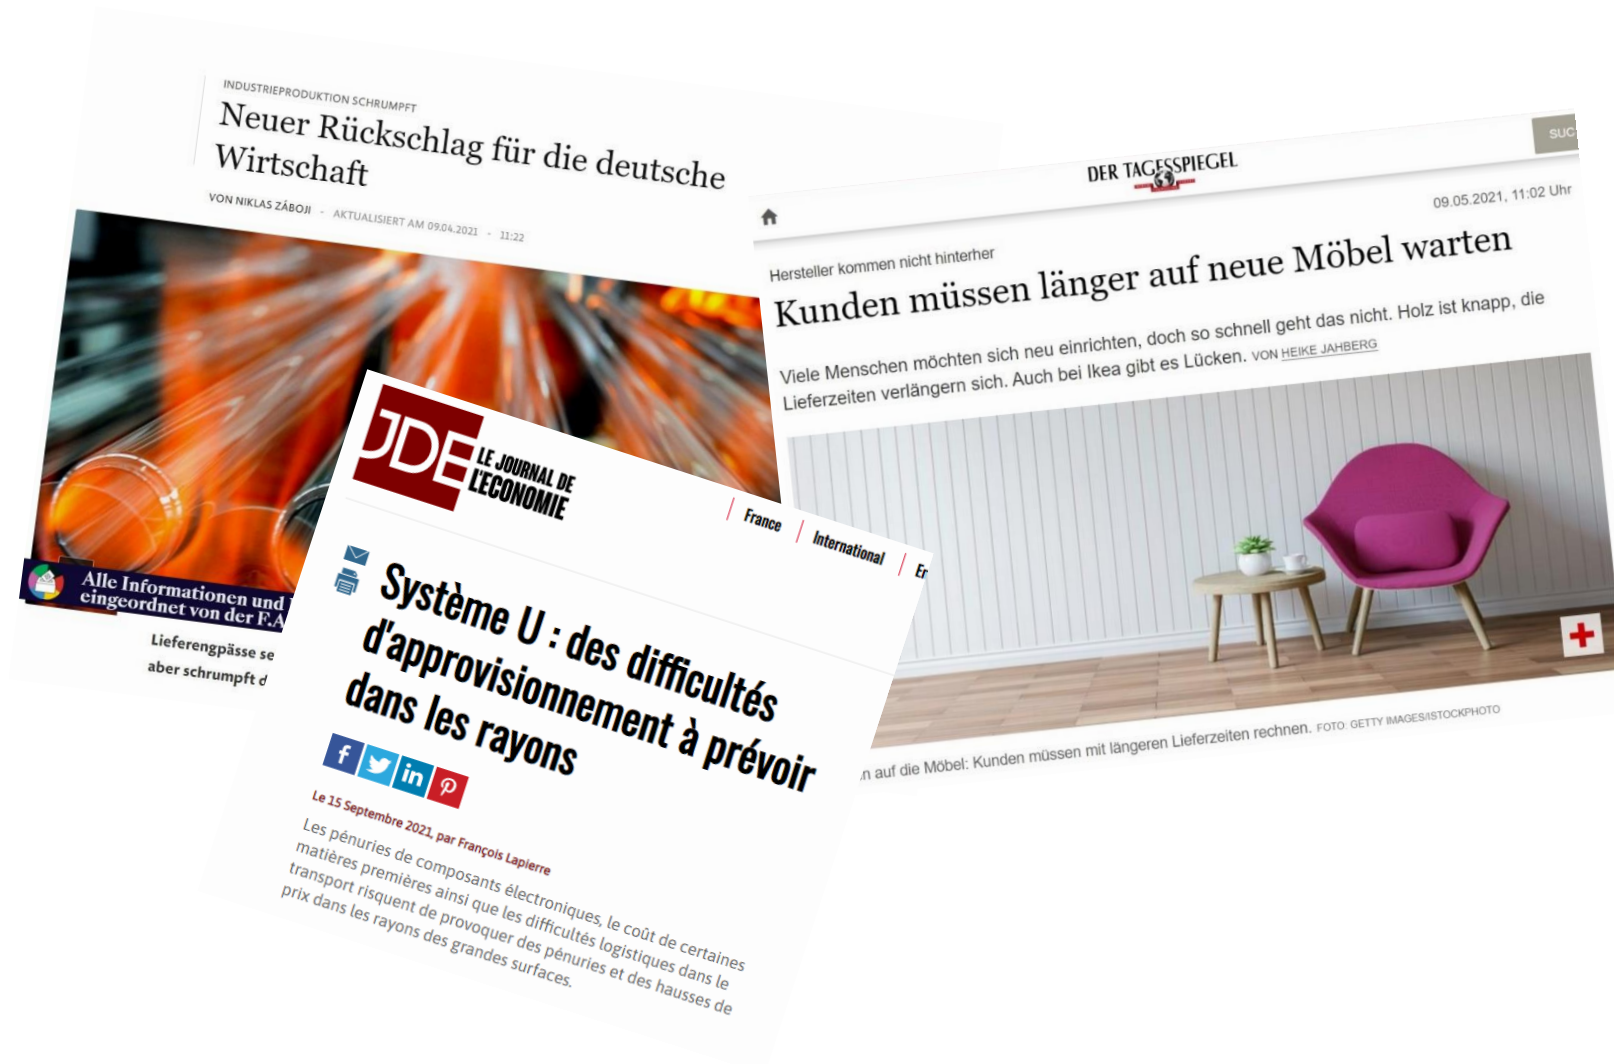 INDUSTRIEPRODUKTION SCHRUMPFT
Neuer Rückschlag für die deutsche
Wirtschaft
VON NIKLAS ZÁBOJI - AKTUALISIERT AM 09.04.2021 - 11:22
Alle Informationen und
eingeordnet von der F.A
Lieferengpässe se
aber schrumpft d
SUC
DER TAGESSPIEGEL
09.05.2021, 11:02 Uhr
Hersteller kommen nicht hinterher
Kunden müssen länger auf neue Möbel warten
Viele Menschen möchten sich neu einrichten, doch so schnell geht das nicht. Holz ist knapp, die
Lieferzeiten verlängern sich. Auch bei Ikea gibt es Lücken. VON HEIKE JAHBERG
n auf die Möbel: Kunden müssen mit längeren Lieferzeiten rechnen. FOTO: GETTY IMAGES/ISTOCKPHOTO
JDE LE JOURNAL DE
L'ECONOMIE
France | International | Er
Système U : des difficultés
d'approvisionnement à prévoir
dans les rayons
Le 15 Septembre 2021, par François Lapierre
Les pénuries de composants électroniques, le coût de certaines
matières premières ainsi que les difficultés logistiques dans le
transport risquent de provoquer des pénuries et des hausses de
prix dans les rayons des grandes surfaces.